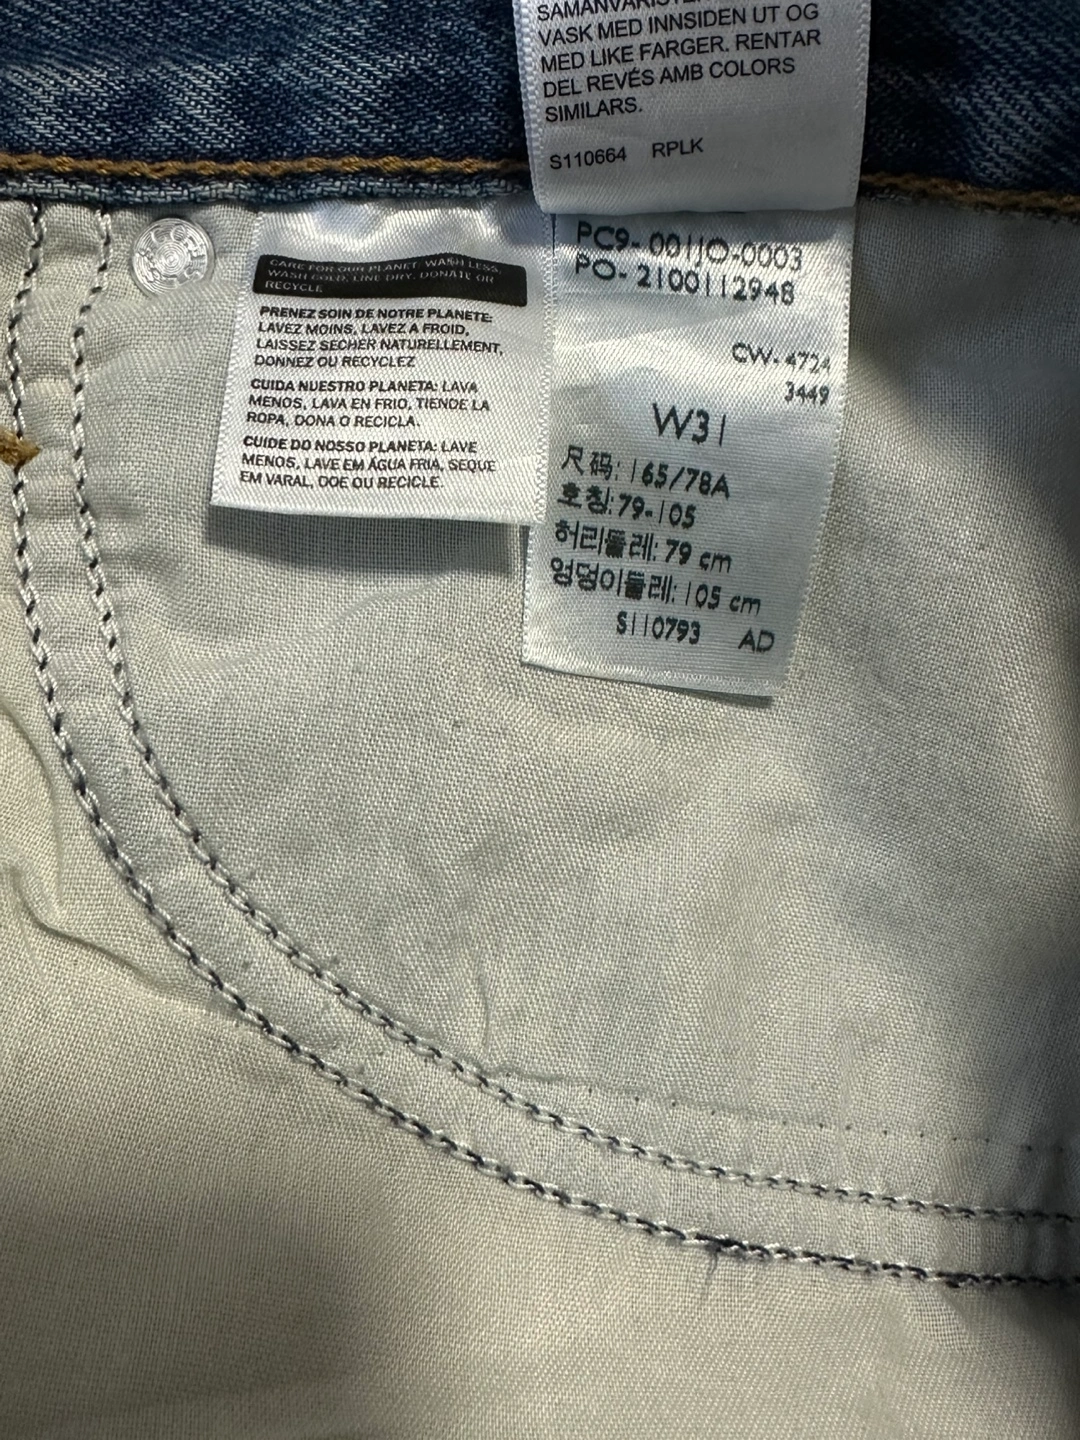 SAMANVÄRISTEN
VASK MED INNSIDEN UT OG
MED LIKE FARGER. RENTAR
DEL REVÉS AMB COLORS
SIMILARS.
S110664 RPLK
CARE FOR OUR PLANET: WASH LESS,
WASH COLD, LINE DRY, DONATE OR
RECYCLE
PRENEZ SOIN DE NOTRE PLANETE:
LAVEZ MOINS, LAVEZ A FROID,
LAISSEZ SECHER NATURELLEMENT,
DONNEZ OU RECYCLEZ
CUIDA NUESTRO PLANETA: LAVA
MENOS, LAVA EN FRIO, TIENDE LA
ROPA, DONA O RECICLA.
CUIDE DO NOSSO PLANETA: LAVE
MENOS, LAVE EM ÁGUA FRIA, SEQUE
EM VARAL, DOE OU RECICLE.
PC9-001JO-0003
PO-2100112948
CW-4724
3449
W31
尺码: 165/78A
호칭:79-105
허리둘레: 79 cm
엉덩이둘레: 105 cm
S110793 AD